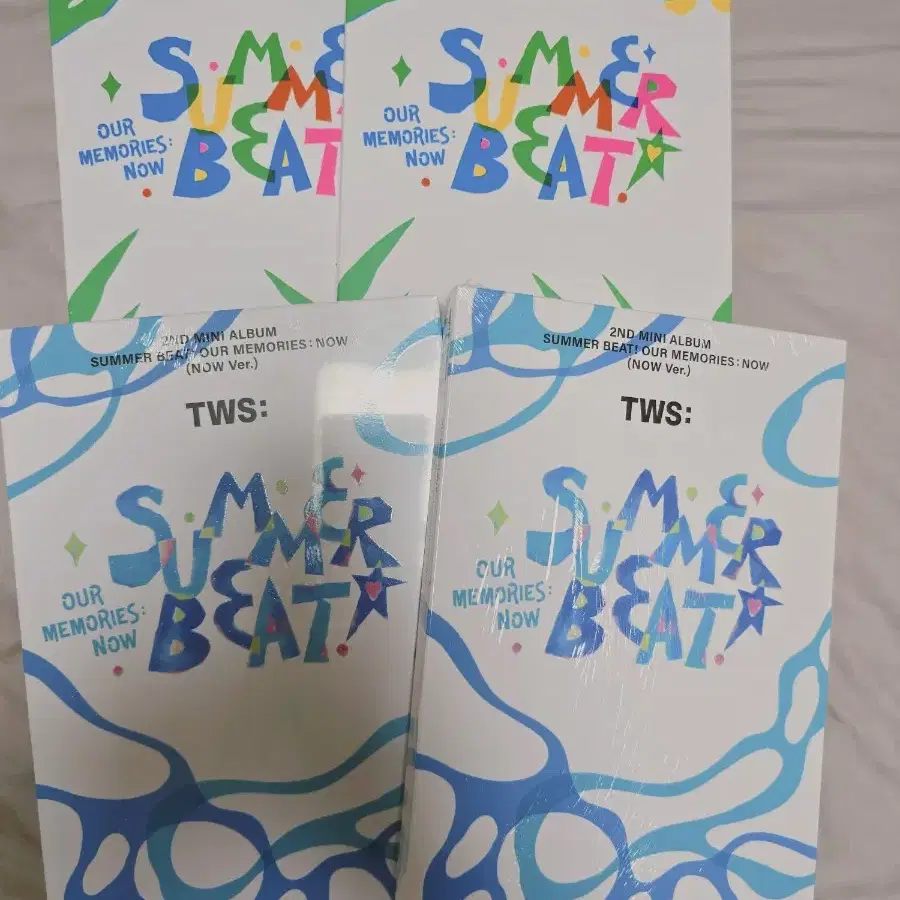 SUMMER
BEAT!
OUR
MEMORIES:
NOW
SUMMER
BEAT!
OUR
MEMORIES:
NOW
2ND MINI ALBUM
SUMMER BEAT! OUR MEMORIES : NOW
(NOW Ver.)
TWS:
SUMMER
BEAT!
OUR
MEMORIES:
NOW
2ND MINI ALBUM
SUMMER BEAT! OUR MEMORIES : NOW
(NOW Ver.)
TWS:
SUMMER
BEAT!
OUR
MEMORIES:
NOW